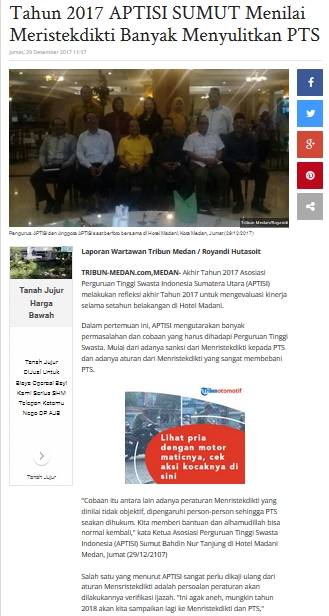 Tahun 2017 APTISI SUMUT Menilai
Meristekdikti Banyak Menyulitkan PTS
Jumat, 29 Desember 2017 11:17
Tribun Medan/Royandi
Pengurus APTISI dan Anggota APTISI saat berfoto bersama di Hotel Madani, Kota Medan, Jumat (29/12/2017)
Laporan Wartawan Tribun Medan / Royandi Hutasoit
TRIBUN-MEDAN.com,MEDAN- Akhir Tahun 2017 Asosiasi
Perguruan Tinggi Swasta Indonesia Sumatera Utara (APTISI)
melakukan refleksi akhir Tahun 2017 untuk mengevaluasi kinerja
selama setahun belakangan di Hotel Madani.
Tanah Jujur
Harga
Bawah
Tanah Jujur
Dijual Untuk
Biaya Operasi Bayi
Kami Serius SHM
Telepon Ketemu
Nego DP AJB
Tanah Jujur
Dalam pertemuan ini, APTISI mengutarakan banyak
permasalahan dan cobaan yang harus dihadapi Perguruan Tinggi
Swasta. Mulai dari adanya sanksi dari Menristekdikti kepada PTS
dan adanya aturan dari Menristekdikti yang sangat membebani
PTS.
Tribunotomotif
Lihat pria
dengan motor
maticnya, cek
aksi kocaknya di
sini
"Cobaan itu antara lain adanya peraturan Menristekdikti yang
dinilai tidak objektif, dipengaruhi person-person sehingga PTS
seakan dihukum. Kita memberi bantuan dan alhamudillah bisa
normal kembali," kata Ketua Asosiasi Perguruan Tinggi Swasta
Indonesia (APTISI) Sumut Bahdin Nur Tanjung di Hotel Madani
Medan, jumat (29/12/2107)
Salah satu yang menurut APTISI sangat perlu dikaji ulang dari
aturan Mensristekdikti adalah persoalan peraturan akan
dilakukannya verifikasi ijazah. "Ini agak aneh, mungkin tahun
2018 akan kita sampaikan lagi ke Menristekdikti dan PTS,"